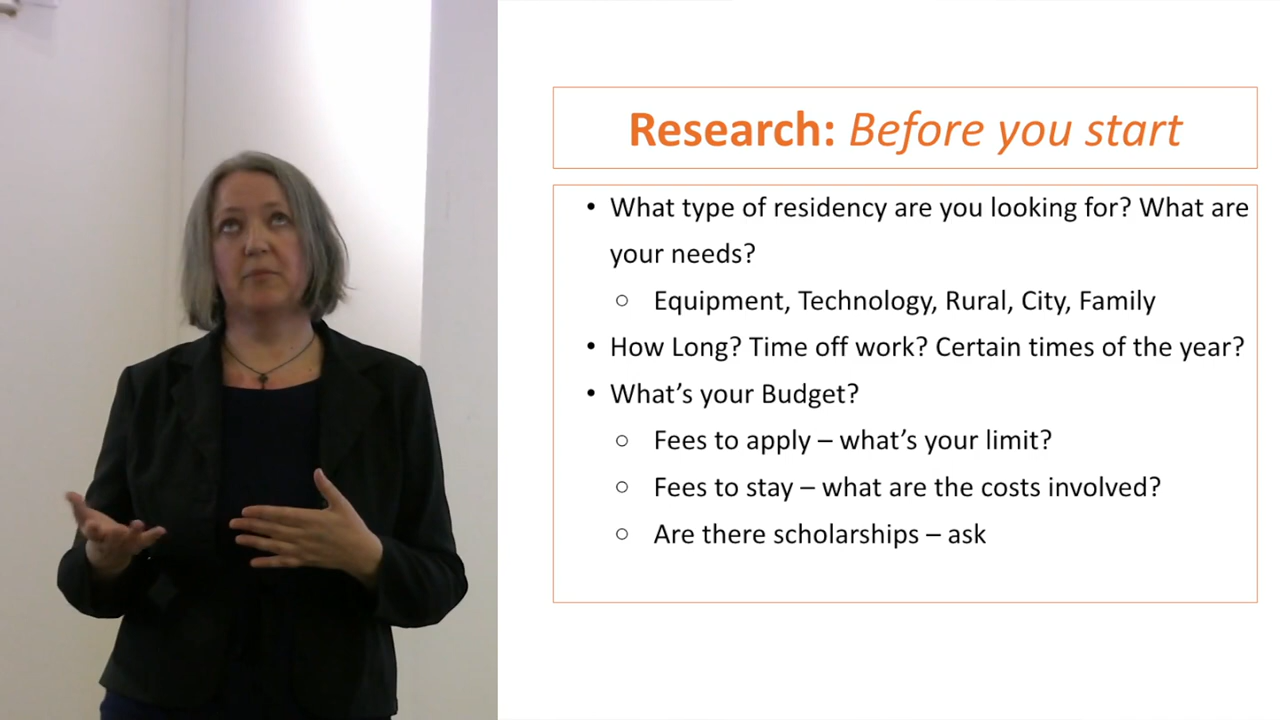 Research: Before you start
• What type of residency are you looking for? What are
your needs?
○ Equipment, Technology, Rural, City, Family
• How Long? Time off work? Certain times of the year?
• What’s your Budget?
○ Fees to apply – what’s your limit?
○ Fees to stay – what are the costs involved?
○ Are there scholarships – ask